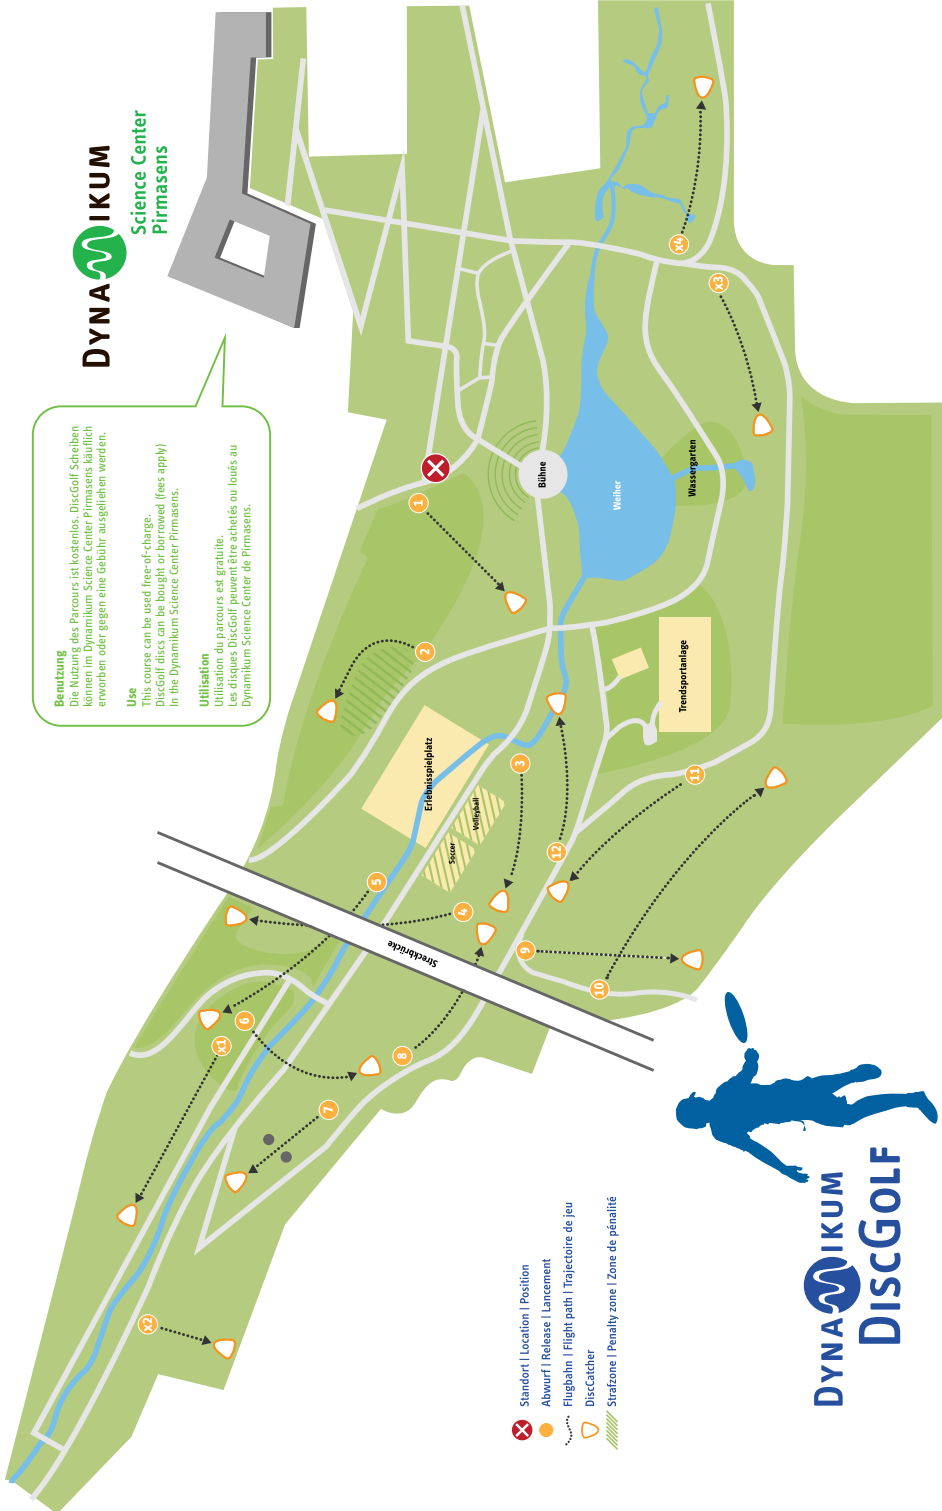 DYNAMIKUM
Science Center
Pirmasens
Benutzung
Die Nutzung des Parcours ist kostenlos. DiscGolf Scheiben
können im Dynamikum Science Center Pirmasens käuflich
erworben oder gegen eine Gebühr ausgeliehen werden.
Use
This course can be used free-of-charge.
DiscGolf discs can be bought or borrowed (fees apply)
In the Dynamikum Science Center Pirmasens.
Utilisation
Utilisation du parcours est gratuite.
Les disques DiscGolf peuvent être achetés ou loués au
Dynamikum Science Center de Pirmasens.
x4
x3
1
2
3
4
5
6
x1
7
8
9
10
11
12
x2
Bühne
Weiher
Wassergarten
Trendsportanlage
Erlebnisspielplatz
Volleyball
Soccer
Streckbrücke
Standort | Location | Position
Abwurf | Release | Lancement
Flugbahn | Flight path | Trajectoire de jeu
DiscCatcher
Strafzone | Penalty zone | Zone de pénalité
DYNAMIKUM
DISCGOLF